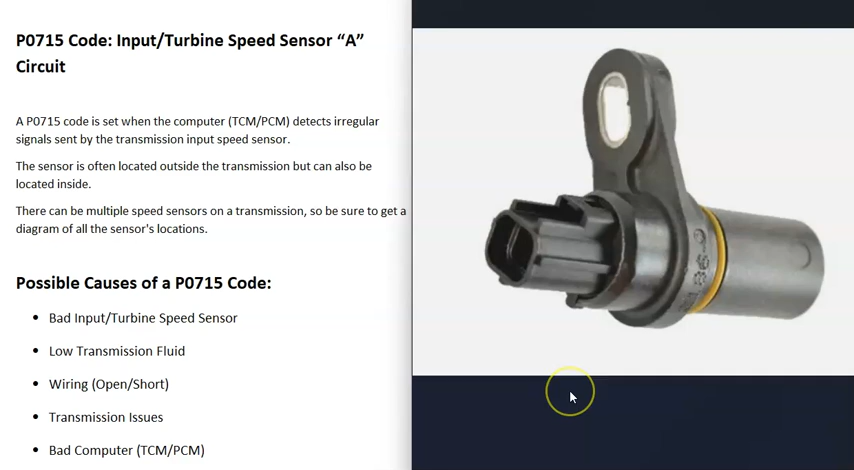 P0715 Code: Input/Turbine Speed Sensor “A”
Circuit
A P0715 code is set when the computer (TCM/PCM) detects irregular
signals sent by the transmission input speed sensor.
The sensor is often located outside the transmission but can also be
located inside.
There can be multiple speed sensors on a transmission, so be sure to get a
diagram of all the sensor's locations.
Possible Causes of a P0715 Code:
• Bad Input/Turbine Speed Sensor
• Low Transmission Fluid
• Wiring (Open/Short)
• Transmission Issues
• Bad Computer (TCM/PCM)